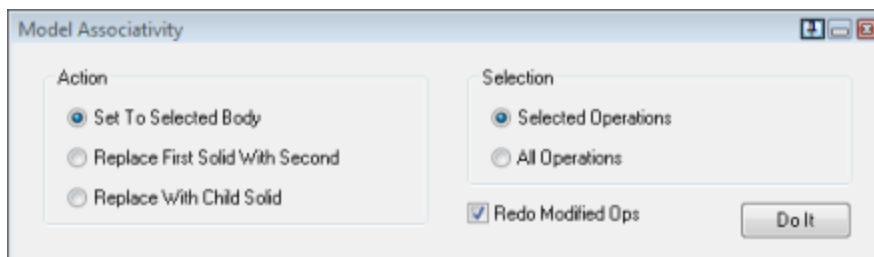 Model Associativity
Action
Set To Selected Body
Replace First Solid With Second
Replace With Child Solid
Selection
Selected Operations
All Operations
Redo Modified Ops
Do It